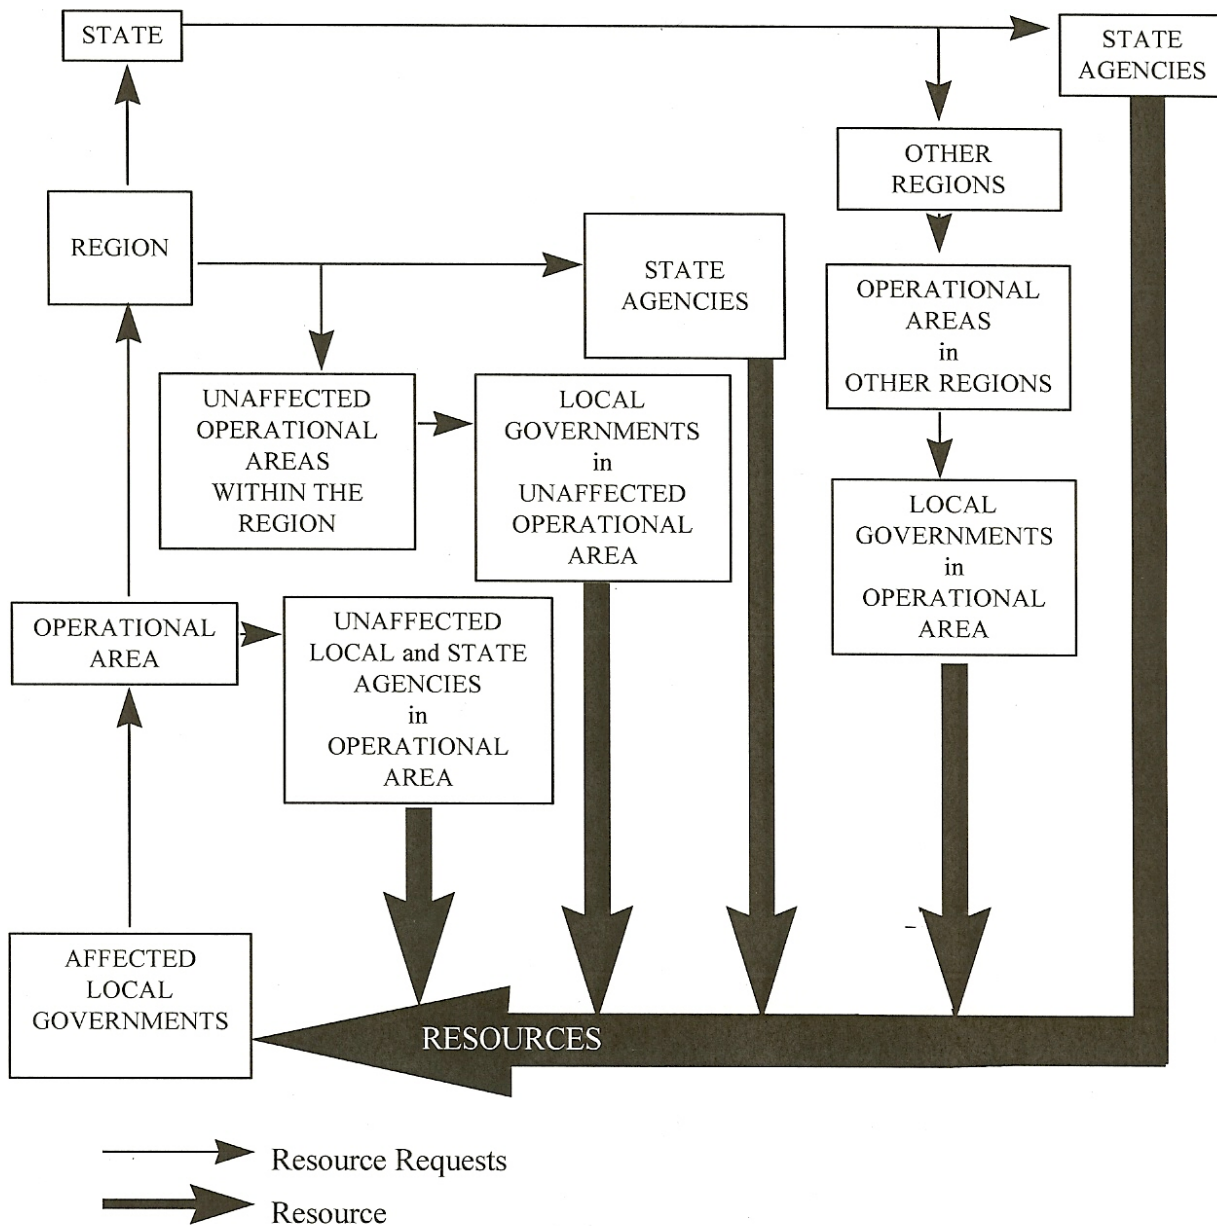 STATE
STATE
AGENCIES
OTHER
REGIONS
REGION
STATE
AGENCIES
OPERATIONAL
AREAS
in
OTHER REGIONS
UNAFFECTED
OPERATIONAL
AREAS
WITHIN THE
REGION
LOCAL
GOVERNMENTS
in
UNAFFECTED
OPERATIONAL
AREA
LOCAL
GOVERNMENTS
in
OPERATIONAL
AREA
OPERATIONAL
AREA
UNAFFECTED
LOCAL and STATE
AGENCIES
in
OPERATIONAL
AREA
AFFECTED
LOCAL
GOVERNMENTS
RESOURCES
Resource Requests
Resource